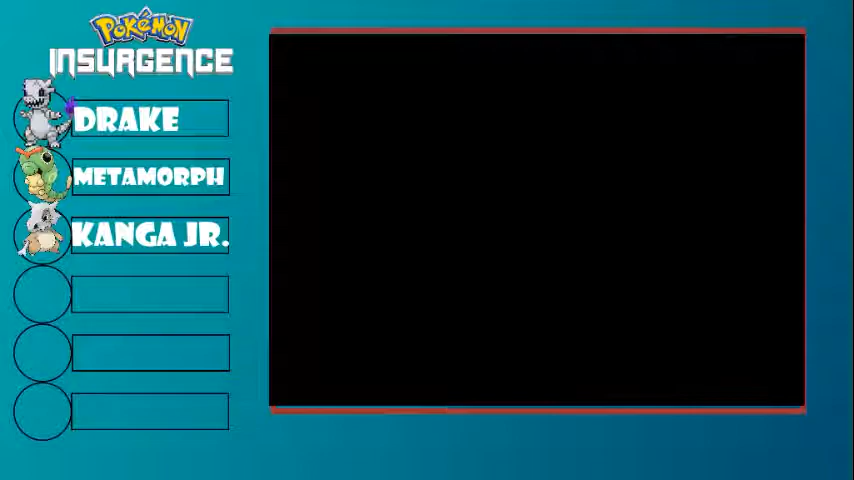 POKÉMON
INSURGENCE
DRAKE
METAMORPH
KANGA JR.